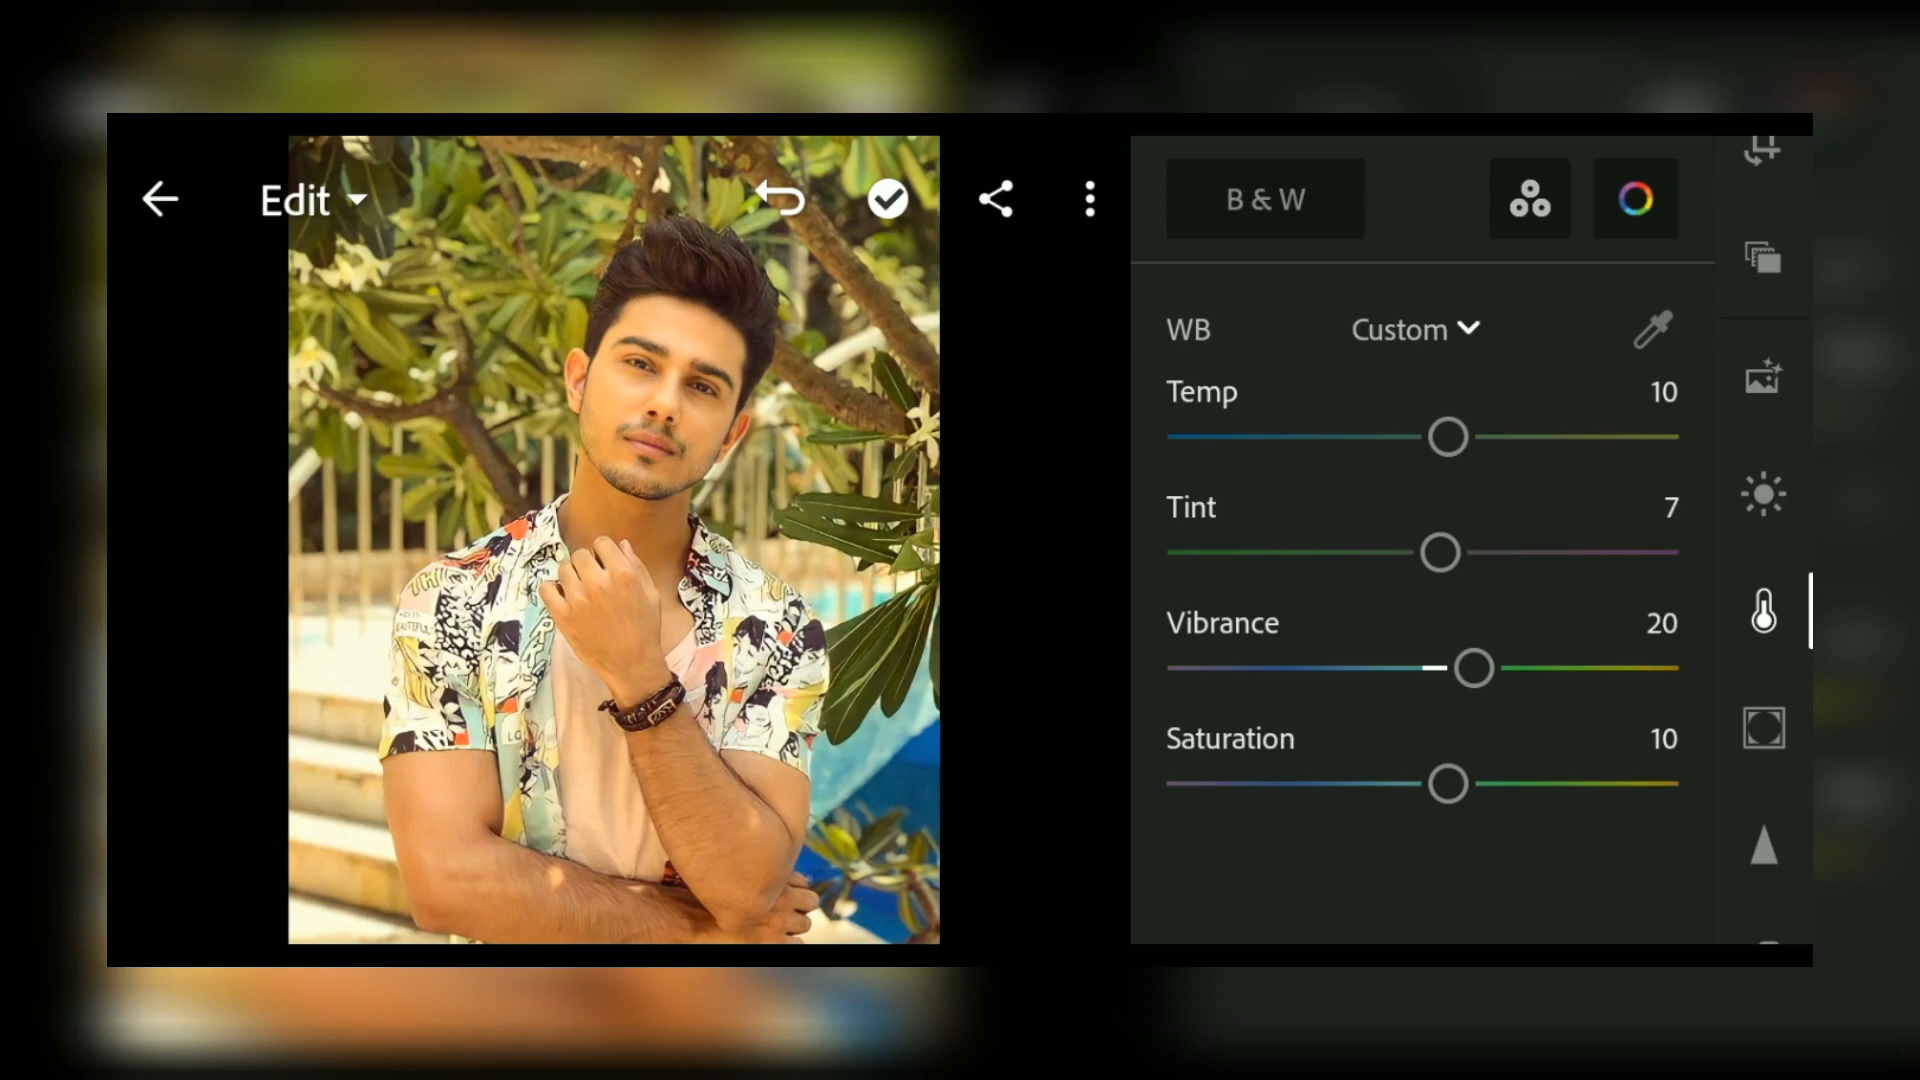 Edit
B & W
WB Custom
Temp 10
Tint 7
Vibrance 20
Saturation 10